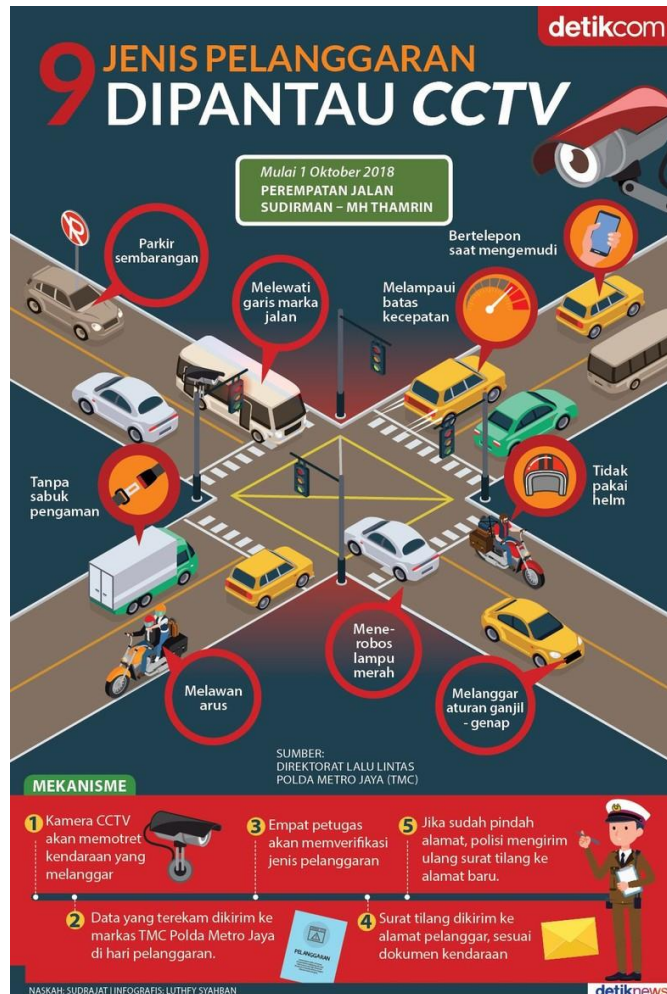 detikcom
9 JENIS PELANGGARAN
DIPANTAU CCTV
Mulai 1 Oktober 2018
PEREMPATAN JALAN
SUDIRMAN – MH THAMRIN
Parkir
sembarangan
Melewati
garis marka
jalan
Melampaui
batas
kecepatan
Bertelepon
saat mengemudi
Tanpa
sabuk
pengaman
Tidak
pakai
helm
Melawan
arus
Mene-
robos
lampu
merah
Melanggar
aturan ganjil
- genap
SUMBER:
DIREKTORAT LALU LINTAS
POLDA METRO JAYA (TMC)
MEKANISME
1 Kamera CCTV
akan memotret
kendaraan yang
melanggar
2 Data yang terekam dikirim ke
markas TMC Polda Metro Jaya
di hari pelanggaran.
PELANGGARAN
3 Empat petugas
akan memverifikasi
jenis pelanggaran
4 Surat tilang dikirim ke
alamat pelanggar, sesuai
dokumen kendaraan
5 Jika sudah pindah
alamat, polisi mengirim
ulang surat tilang ke
alamat baru.
NASKAH: SUDRAJAT | INFOGRAFIS: LUTHFY SYAHBAN
detiknews